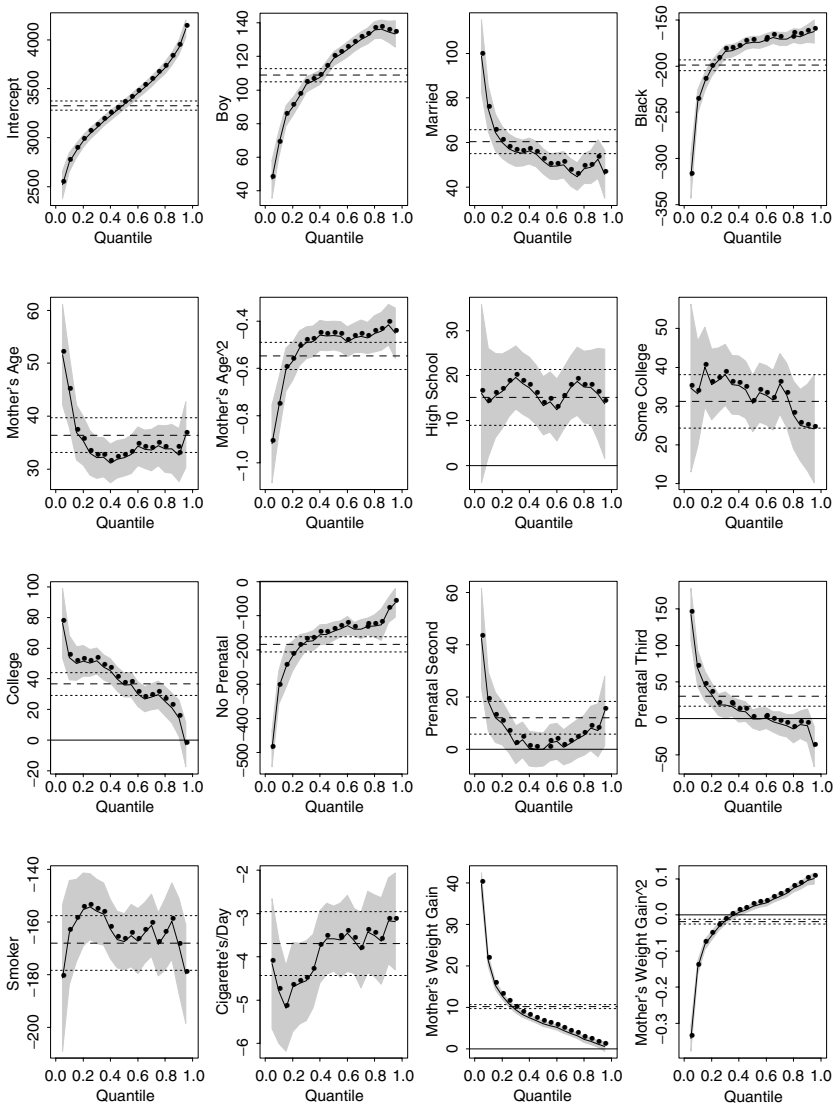 Intercept
2500 3000 3500 4000
0.0 0.2 0.4 0.6 0.8 1.0
Quantile
Boy
40 60 80 100 120 140
0.0 0.2 0.4 0.6 0.8 1.0
Quantile
Married
40 60 80 100
0.0 0.2 0.4 0.6 0.8 1.0
Quantile
Black
−350 −300 −250 −200 −150
0.0 0.2 0.4 0.6 0.8 1.0
Quantile
Mother's Age
30 40 50 60
0.0 0.2 0.4 0.6 0.8 1.0
Quantile
Mother's Age^2
−1.0 −0.8 −0.6 −0.4
0.0 0.2 0.4 0.6 0.8 1.0
Quantile
High School
0 10 20 30
0.0 0.2 0.4 0.6 0.8 1.0
Quantile
Some College
10 20 30 40 50
0.0 0.2 0.4 0.6 0.8 1.0
Quantile
College
−20 0 20 40 60 80 100
0.0 0.2 0.4 0.6 0.8 1.0
Quantile
No Prenatal
−500 −400 −300 −200 −100 0
0.0 0.2 0.4 0.6 0.8 1.0
Quantile
Prenatal Second
0 20 40 60
0.0 0.2 0.4 0.6 0.8 1.0
Quantile
Prenatal Third
−50 0 50 100 150
0.0 0.2 0.4 0.6 0.8 1.0
Quantile
Smoker
−200 −180 −160 −140
0.0 0.2 0.4 0.6 0.8 1.0
Quantile
Cigarette's/Day
−6 −5 −4 −3 −2
0.0 0.2 0.4 0.6 0.8 1.0
Quantile
Mother's Weight Gain
0 10 20 30 40
0.0 0.2 0.4 0.6 0.8 1.0
Quantile
Mother's Weight Gain^2
−0.3 −0.2 −0.1 0.0 0.1
0.0 0.2 0.4 0.6 0.8 1.0
Quantile